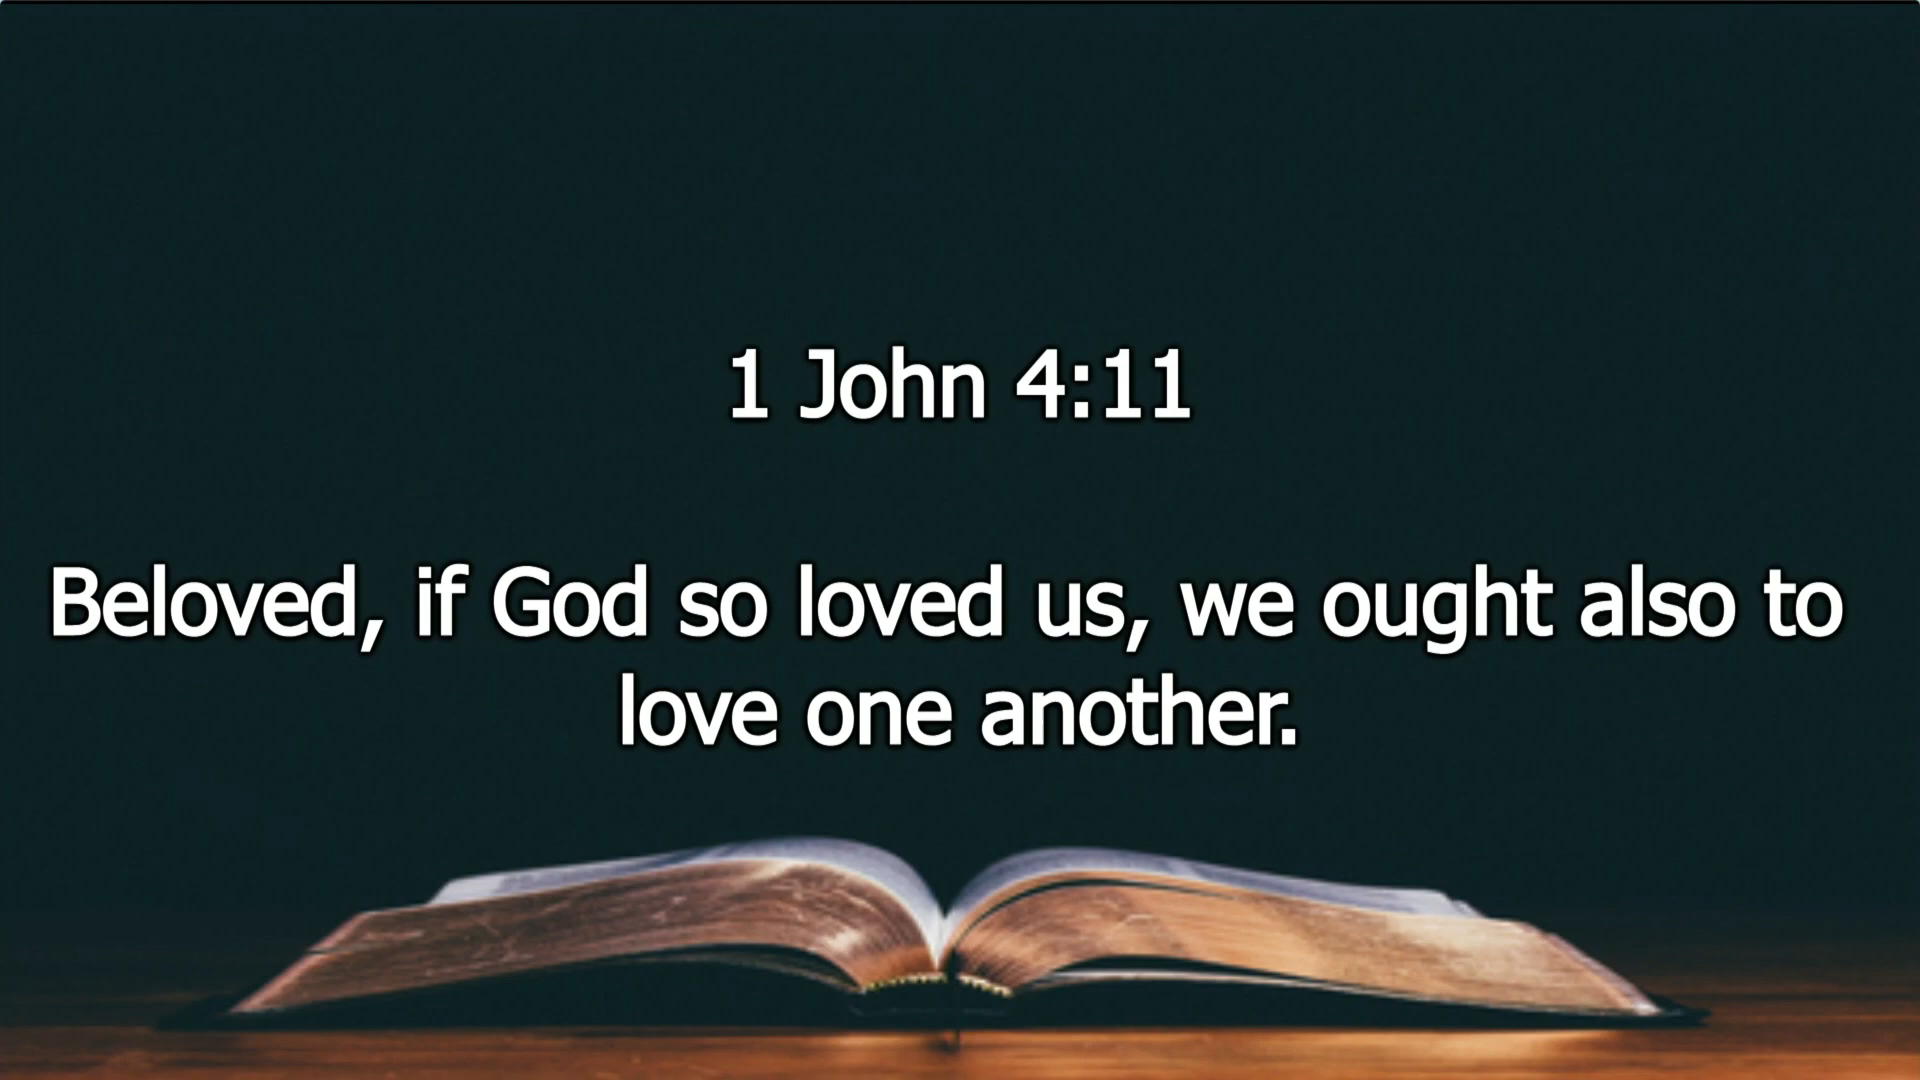 1 John 4:11
Beloved, if God so loved us, we ought also to
love one another.